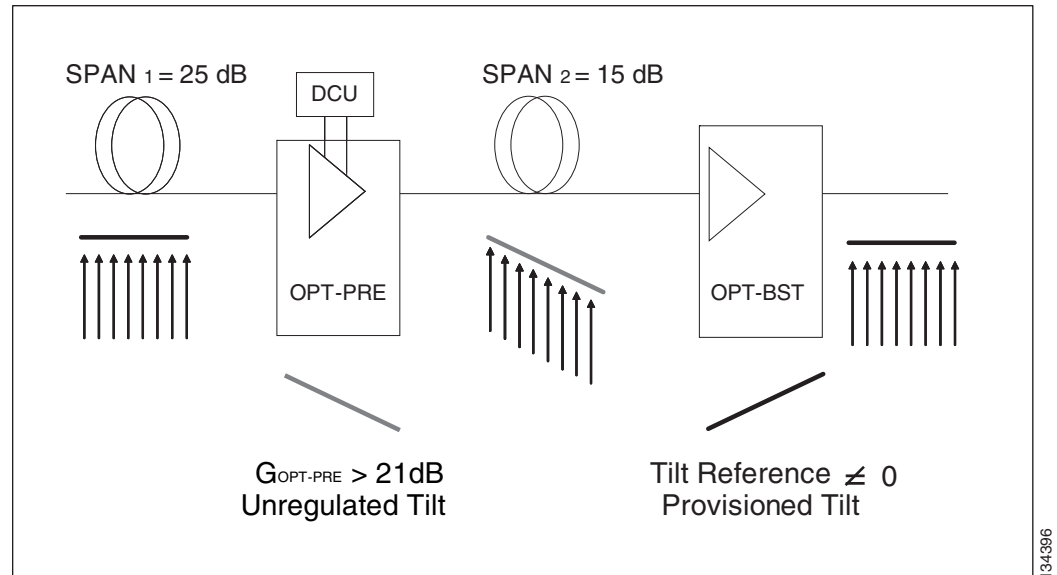 SPAN 1 = 25 dB
SPAN 2 = 15 dB
DCU
OPT-PRE
OPT-BST
GOPT-PRE > 21dB
Unregulated Tilt
Tilt Reference ≠ 0
Provisioned Tilt
134396